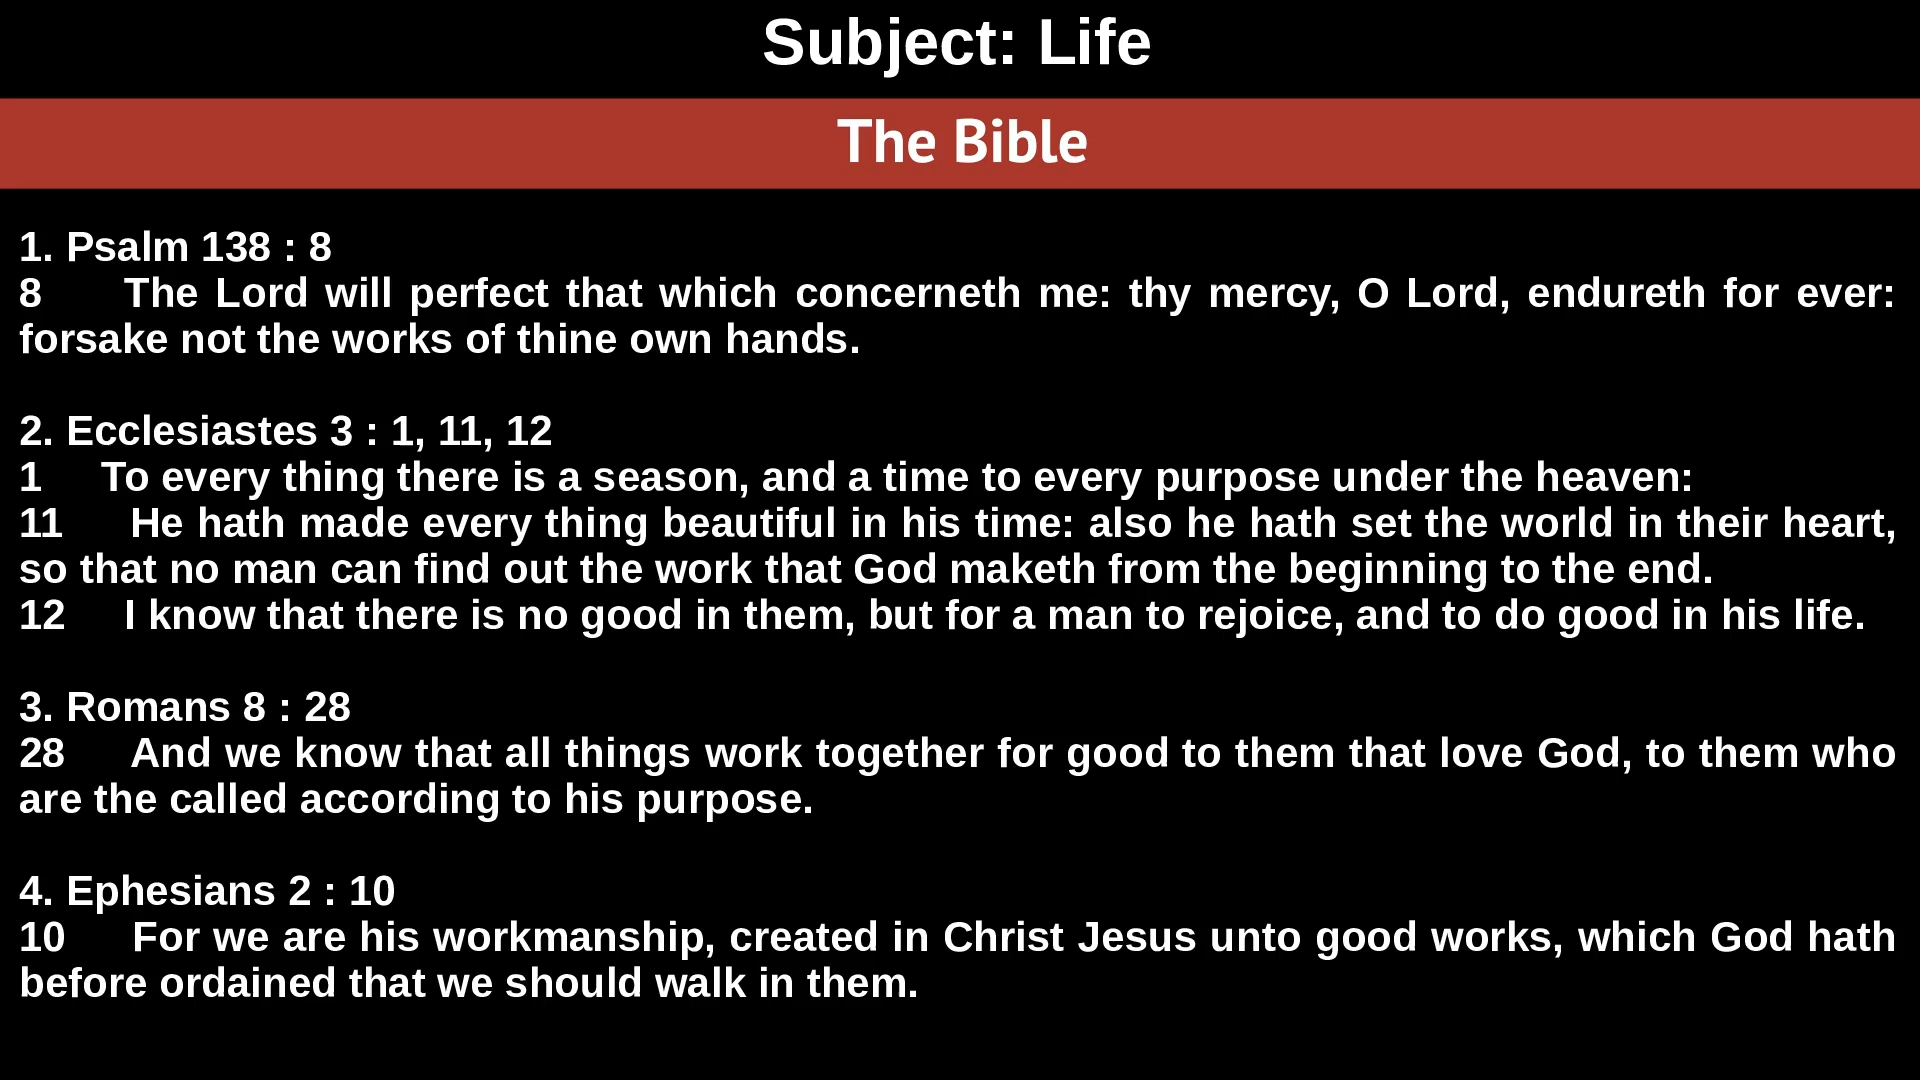 Subject: Life
The Bible
1. Psalm 138 : 8
8 The Lord will perfect that which concerneth me: thy mercy, O Lord, endureth for ever:
forsake not the works of thine own hands.
2. Ecclesiastes 3 : 1, 11, 12
1 To every thing there is a season, and a time to every purpose under the heaven:
11 He hath made every thing beautiful in his time: also he hath set the world in their heart,
so that no man can find out the work that God maketh from the beginning to the end.
12 I know that there is no good in them, but for a man to rejoice, and to do good in his life.
3. Romans 8 : 28
28 And we know that all things work together for good to them that love God, to them who
are the called according to his purpose.
4. Ephesians 2 : 10
10 For we are his workmanship, created in Christ Jesus unto good works, which God hath
before ordained that we should walk in them.